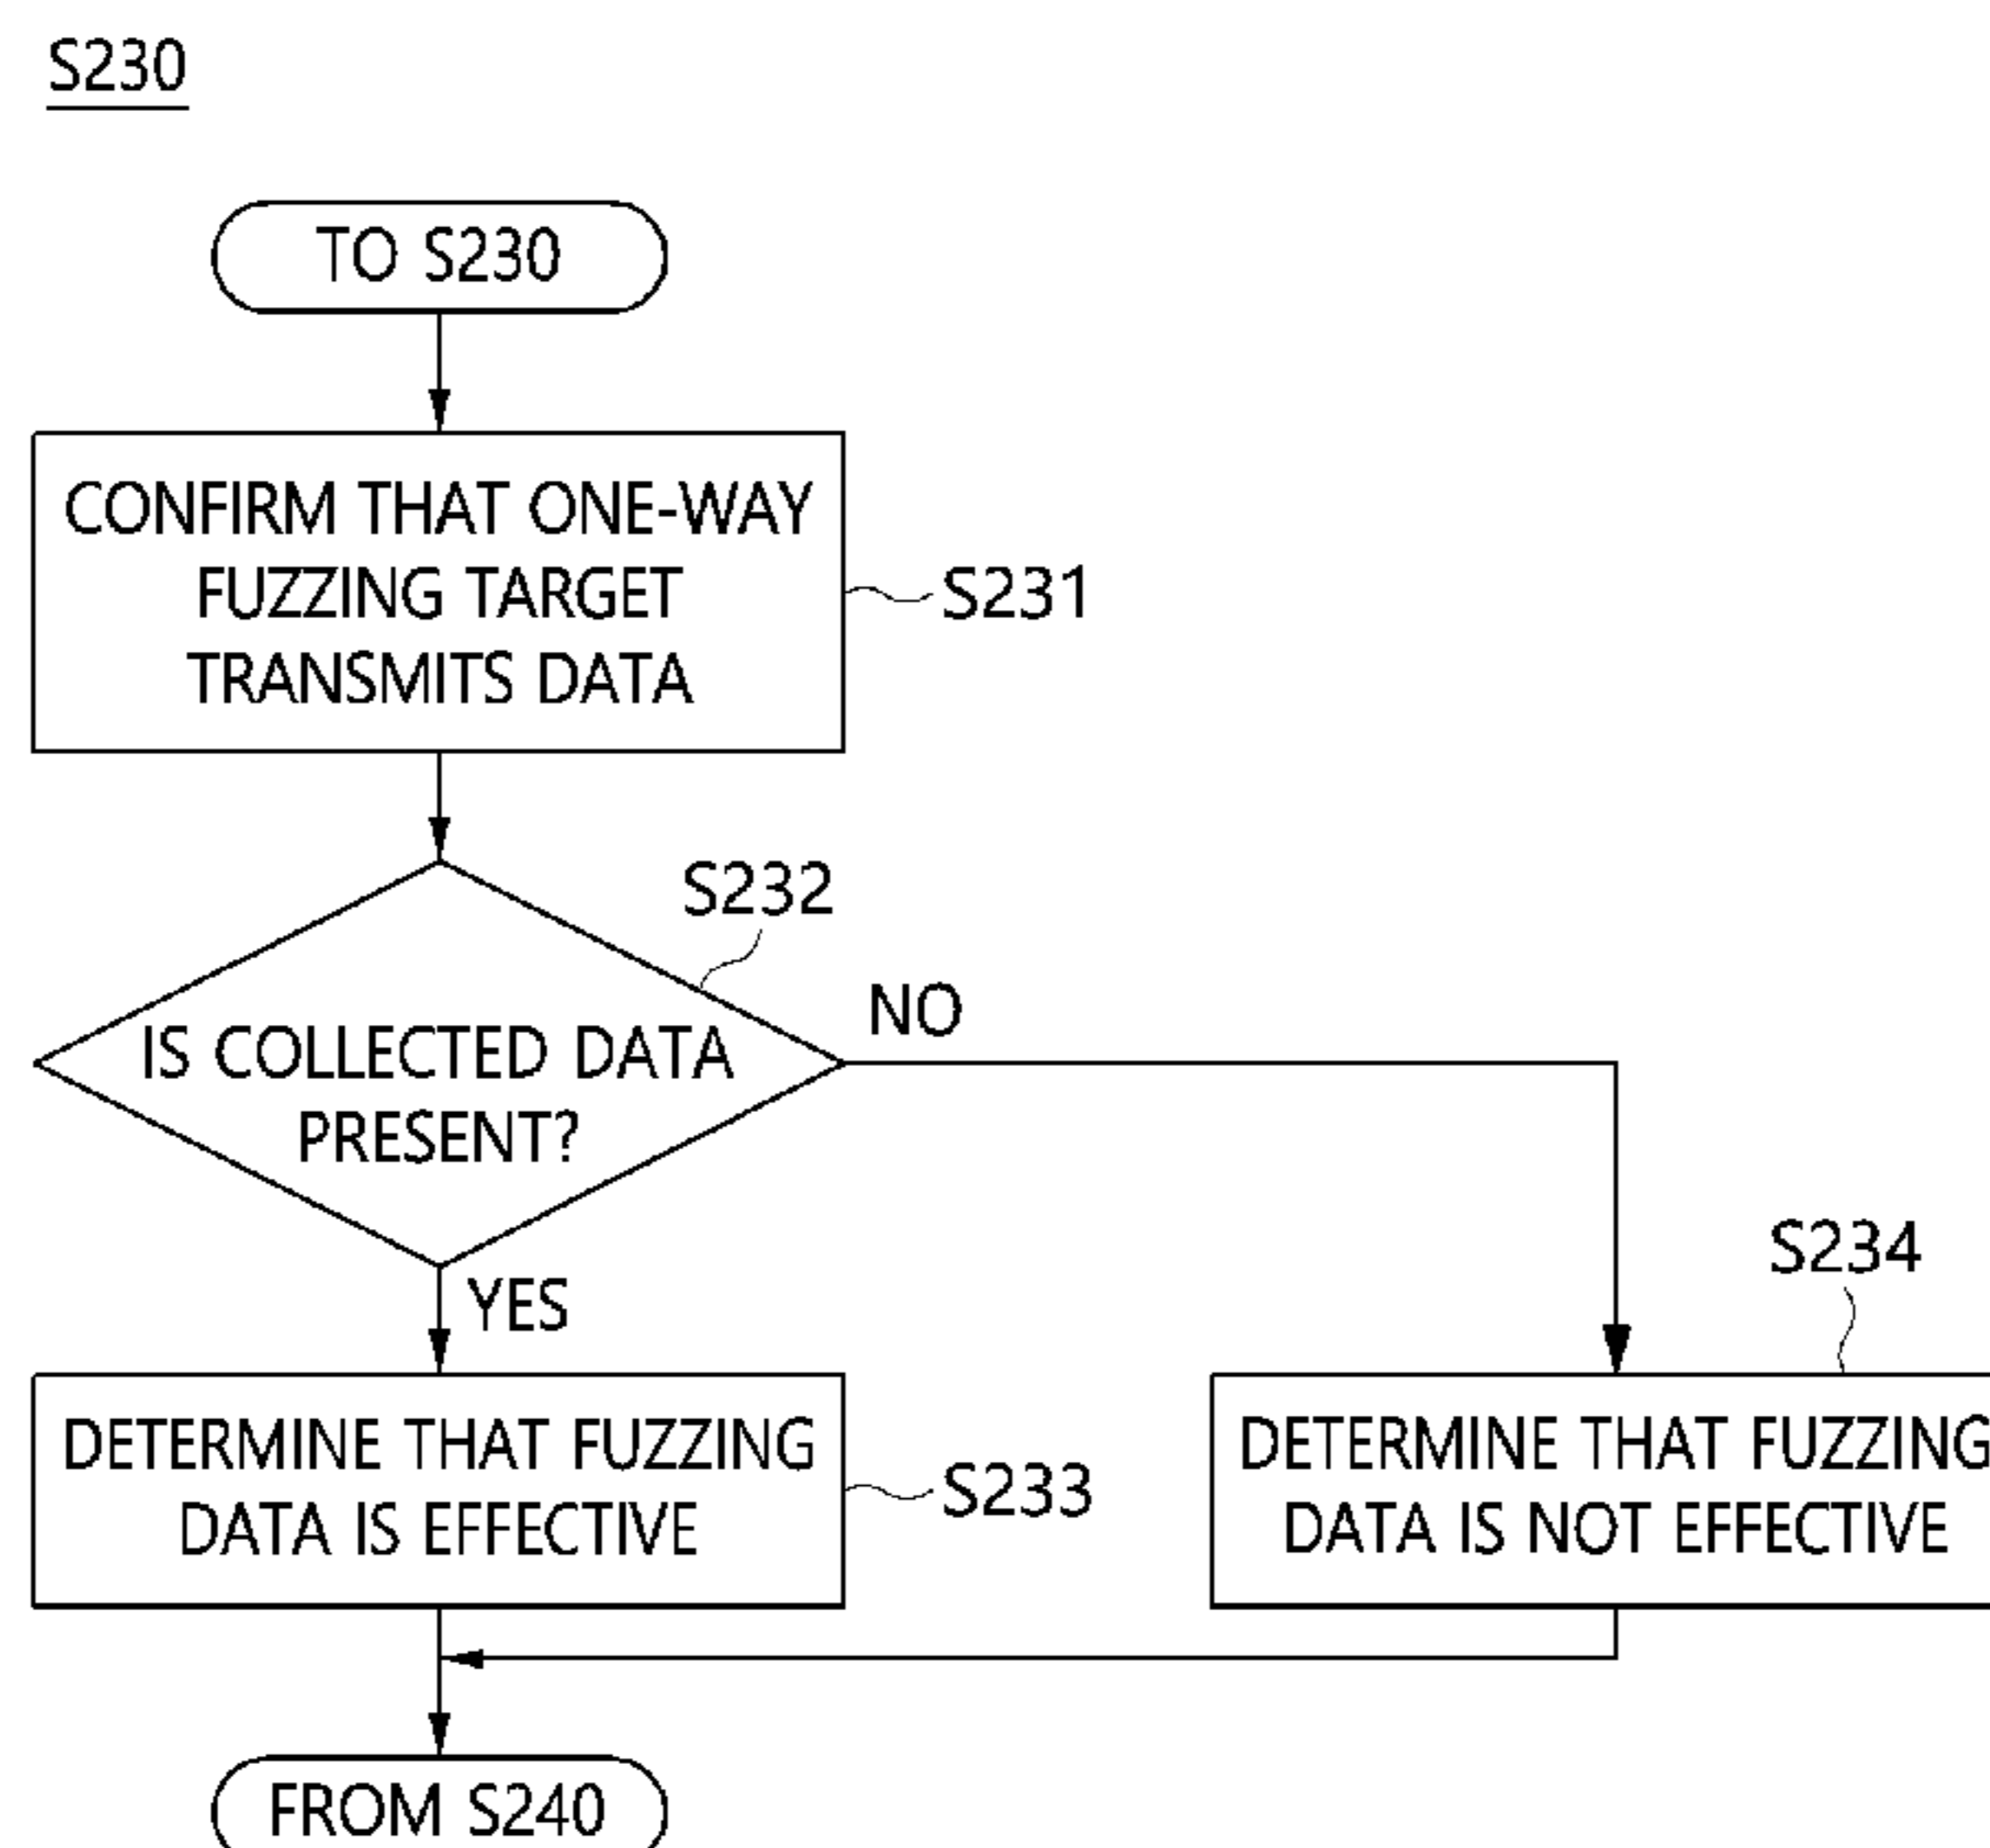 S230
TO S230
CONFIRM THAT ONE-WAY
FUZZING TARGET
TRANSMITS DATA
S231
S232
IS COLLECTED DATA
PRESENT?
NO
YES
DETERMINE THAT FUZZING
DATA IS EFFECTIVE
S233
S234
DETERMINE THAT FUZZING
DATA IS NOT EFFECTIVE
FROM S240